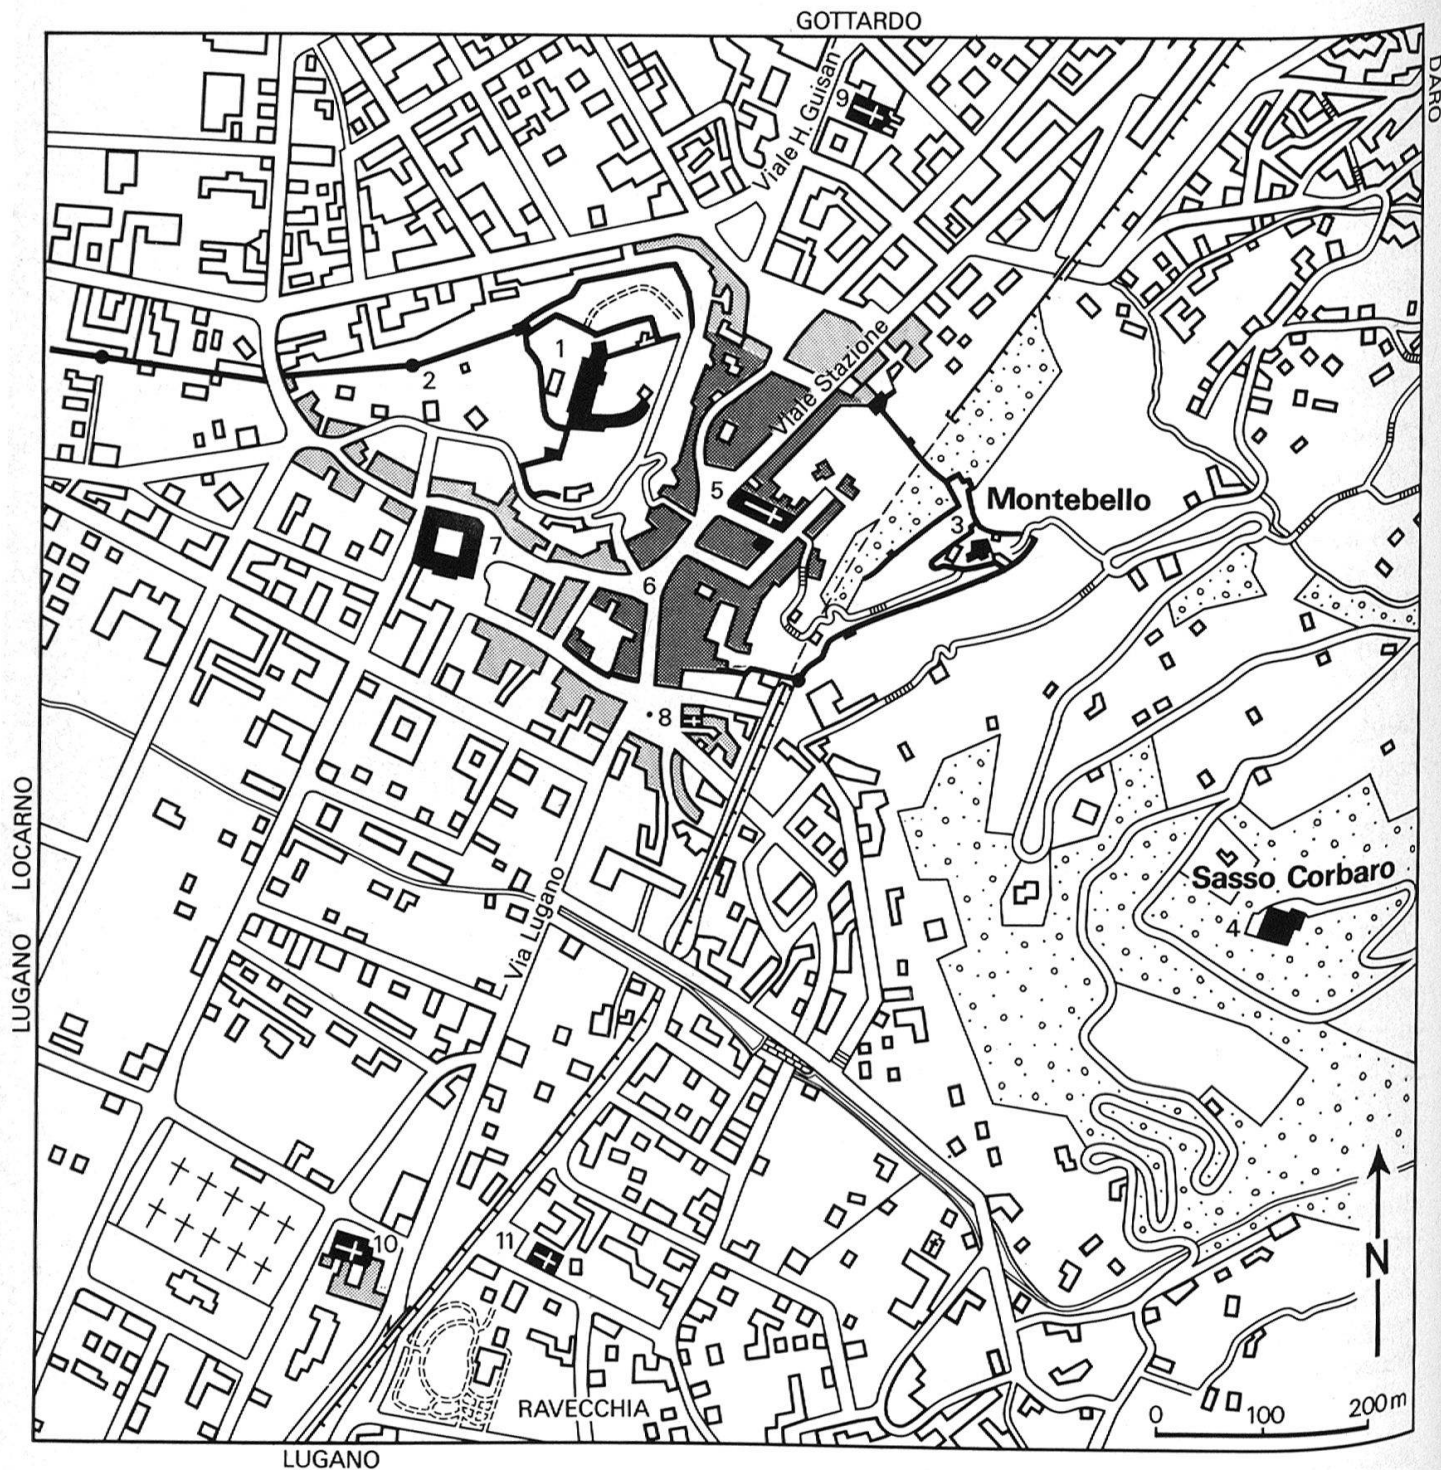 GOTTARDO
DARO
Viale H. Guisan
9
1
2
Viale Stazione
5
Montebello
3
7
6
8
LOCARNO
LUGANO
Sasso Corbaro
4
Via Lugano
10
11
N
RAVECCHIA
0 100 200 m
LUGANO